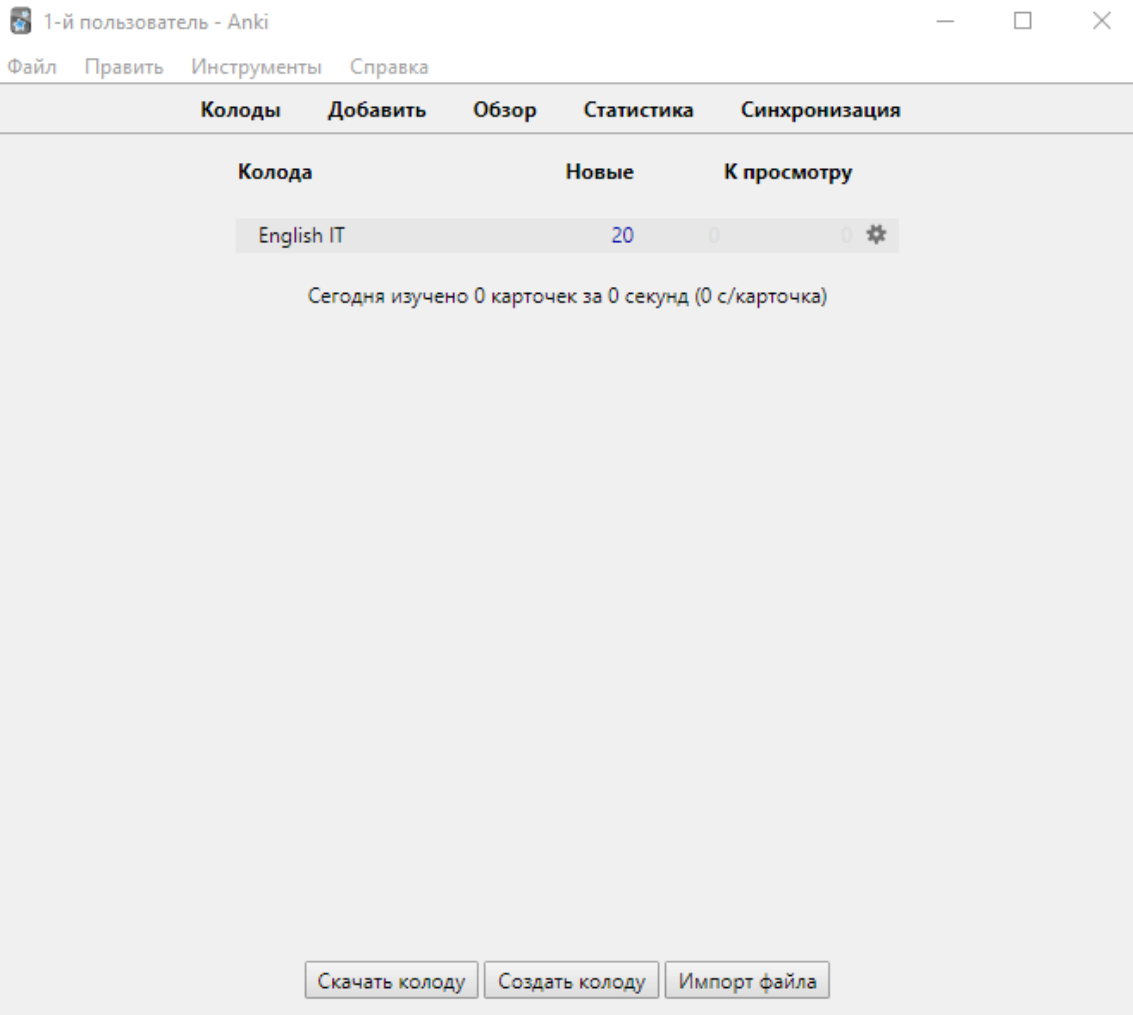 1-й пользователь - Anki
Файл Править Инструменты Справка
Колоды Добавить Обзор Статистика Синхронизация
Колода Новые К просмотру
English IT 20 0 0
Сегодня изучено 0 карточек за 0 секунд (0 с/карточка)
Скачать колоду Создать колоду Импорт файла